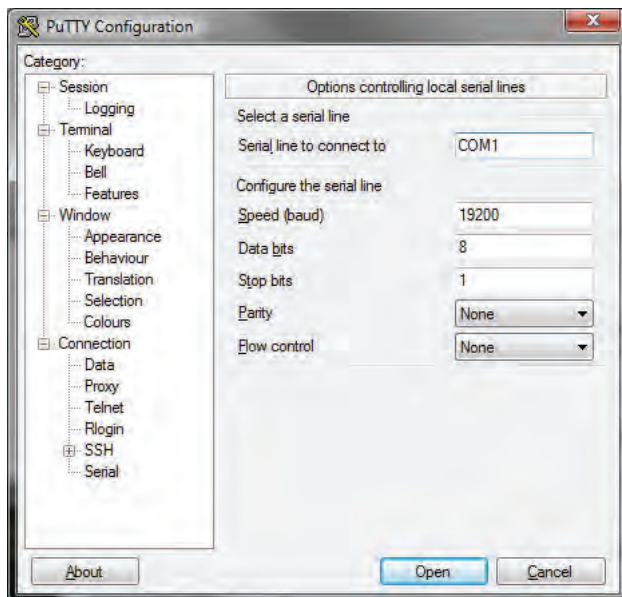 PuTTY Configuration
Category:
Session
Logging
Terminal
Keyboard
Bell
Features
Window
Appearance
Behaviour
Translation
Selection
Colours
Connection
Data
Proxy
Telnet
Rlogin
SSH
Serial
Options controlling local serial lines
Select a serial line
Serial line to connect to COM1
Configure the serial line
Speed (baud) 19200
Data bits 8
Stop bits 1
Parity None
Flow control None
About Open Cancel